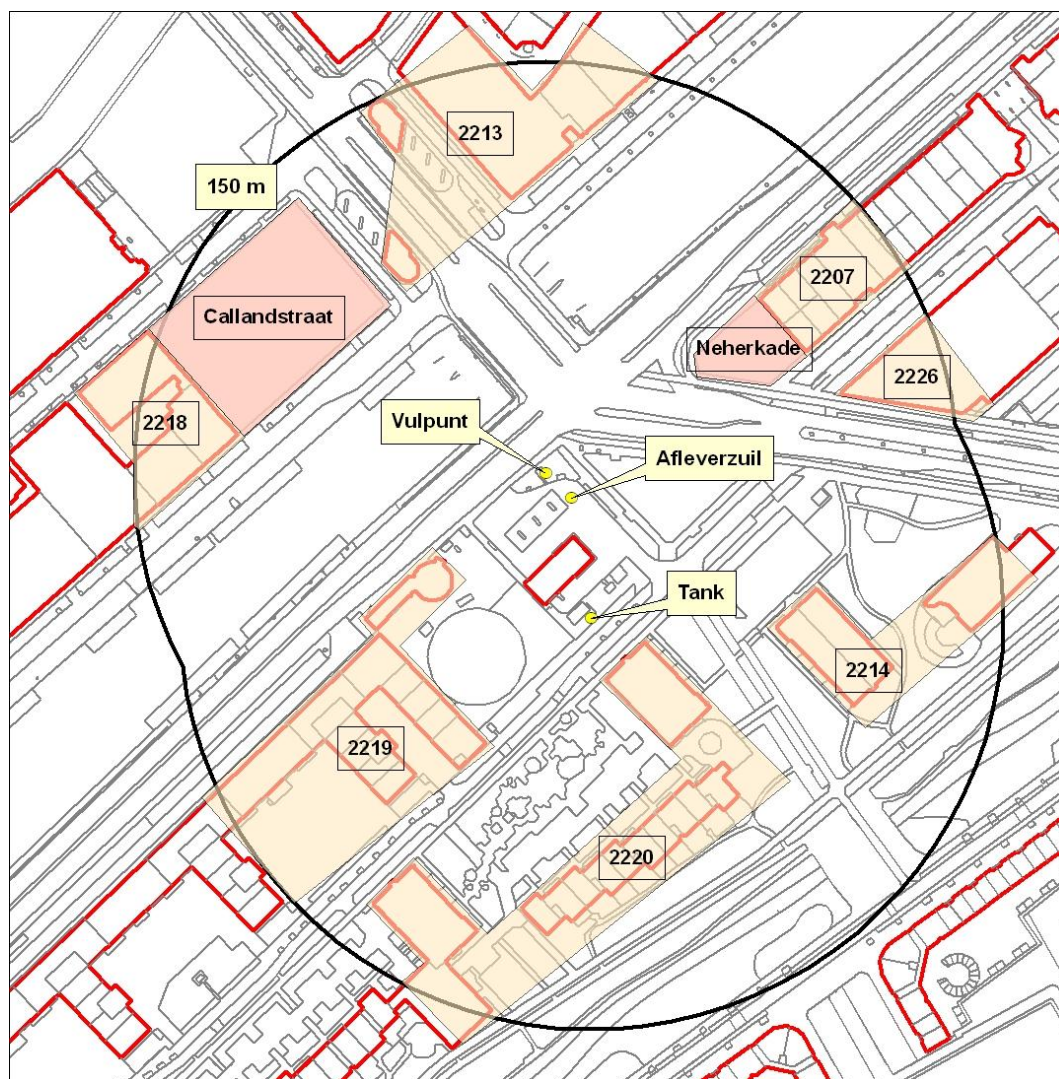 2213
150 m
2207
Callandstraat
Neherkade
2226
2218
Vulpunt
Afleverzuil
Tank
2214
2219
2220